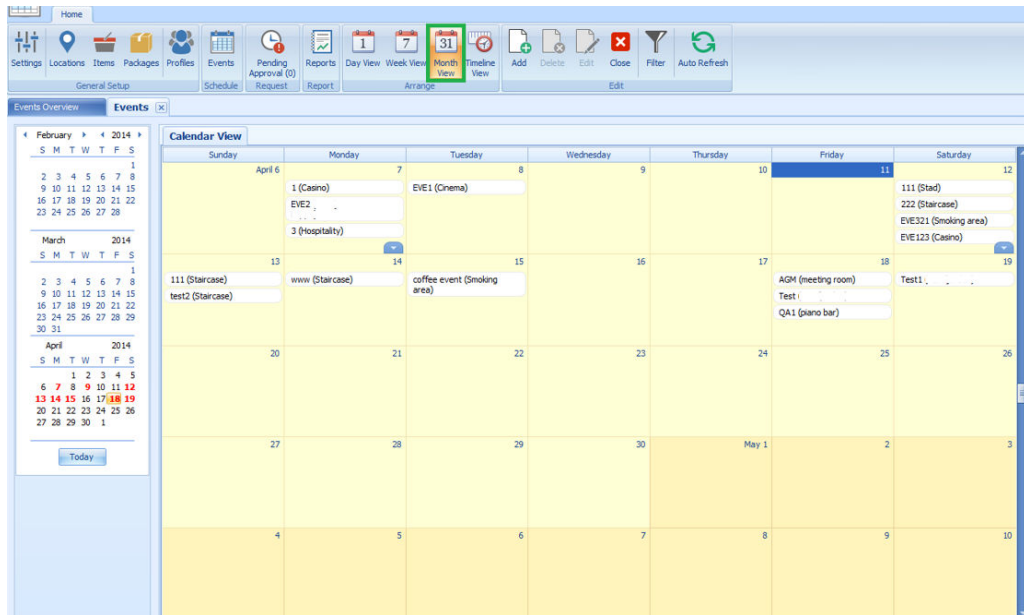 Home
Settings Locations Items Packages Profiles Events Pending Approval (0) Reports Day View Week View Month View Timeline View Add Delete Edit Close Filter Auto Refresh
General Setup Schedule Request Report Arrange Edit
Events Overview Events
February 2014
S M T W T F S
1
2 3 4 5 6 7 8
9 10 11 12 13 14 15
16 17 18 19 20 21 22
23 24 25 26 27 28
March 2014
S M T W T F S
1
2 3 4 5 6 7 8
9 10 11 12 13 14 15
16 17 18 19 20 21 22
23 24 25 26 27 28 29
30 31
April 2014
S M T W T F S
1 2 3 4 5
6 7 8 9 10 11 12
13 14 15 16 17 18 19
20 21 22 23 24 25 26
27 28 29 30 1
Today
Calendar View
Sunday Monday Tuesday Wednesday Thursday Friday Saturday
April 6 7 8 9 10 11 12
1 (Casino) EVE1 (Cinema) 111 (Stad)
EVE2 222 (Staircase)
EVE321 (Smoking area)
3 (Hospitality) EVE123 (Casino)
13 14 15 16 17 18 19
111 (Staircase) www (Staircase) coffee event (Smoking area) AGM (meeting room) Test1
test2 (Staircase) Test
QA1 (piano bar)
20 21 22 23 24 25 26
27 28 29 30 May 1 2 3
4 5 6 7 8 9 10